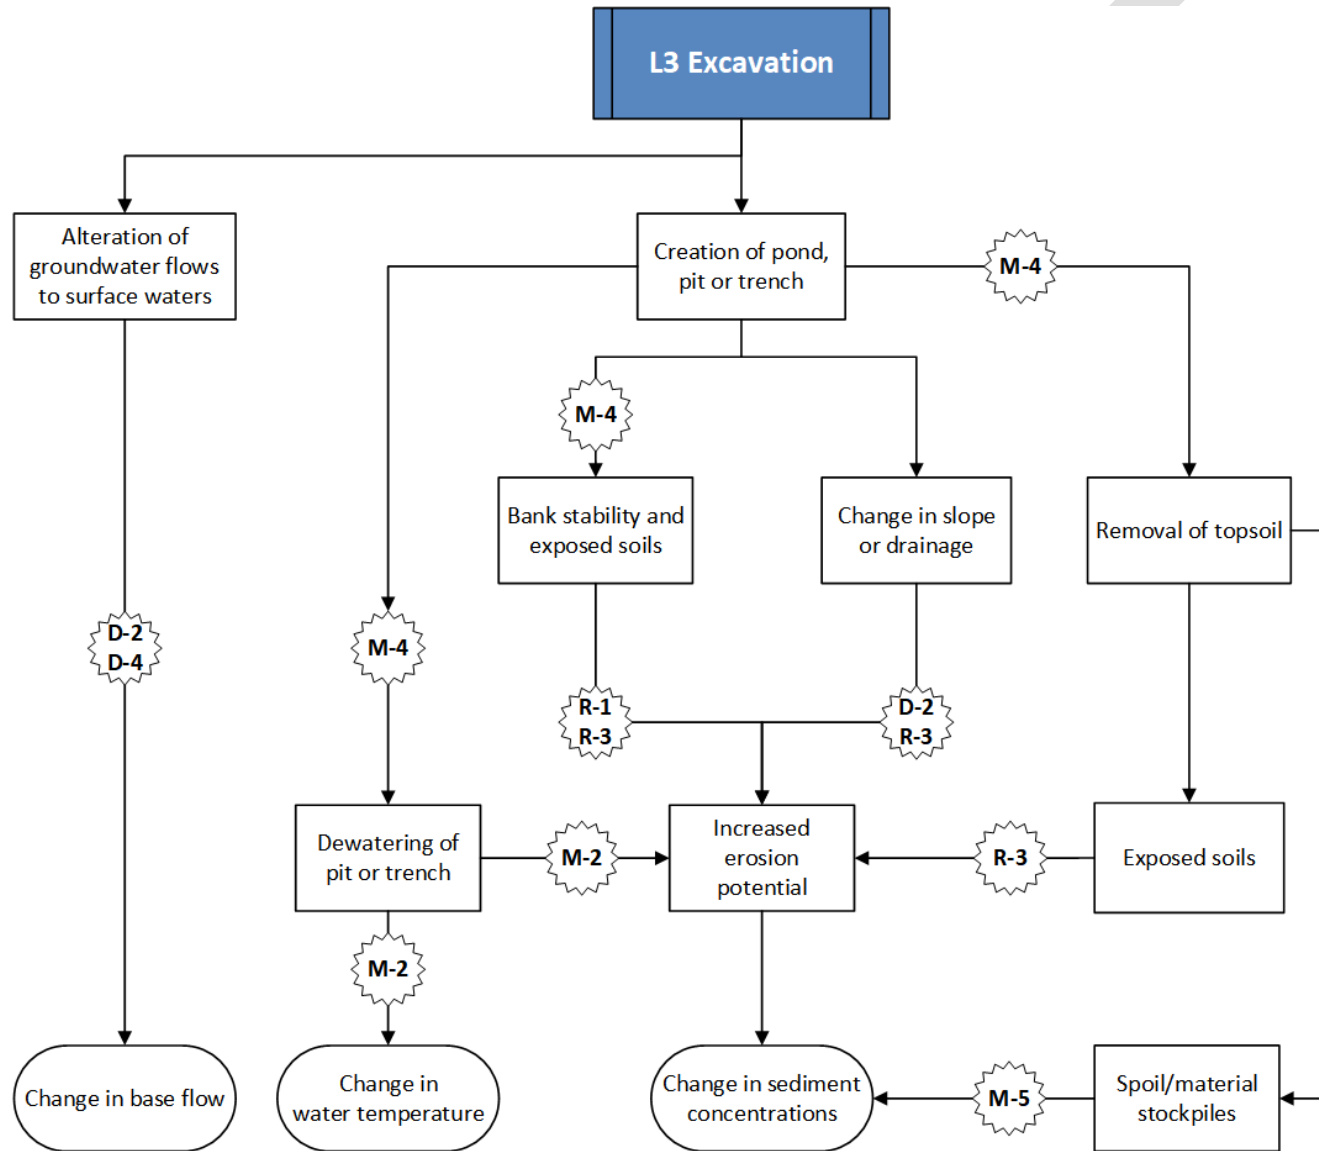 L3 Excavation
Alteration of
groundwater flows
to surface waters
Creation of pond,
pit or trench
M-4
M-4
Bank stability and
exposed soils
Change in slope
or drainage
Removal of topsoil
D-2
D-4
M-4
R-1
R-3
D-2
R-3
Dewatering of
pit or trench
M-2
Increased
erosion
potential
R-3
Exposed soils
M-2
Change in base flow
Change in
water temperature
Change in sediment
concentrations
M-5
Spoil/material
stockpiles